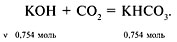 KOH + CO₂ = KHCO₃.
ν 0,754 моль 0,754 моль